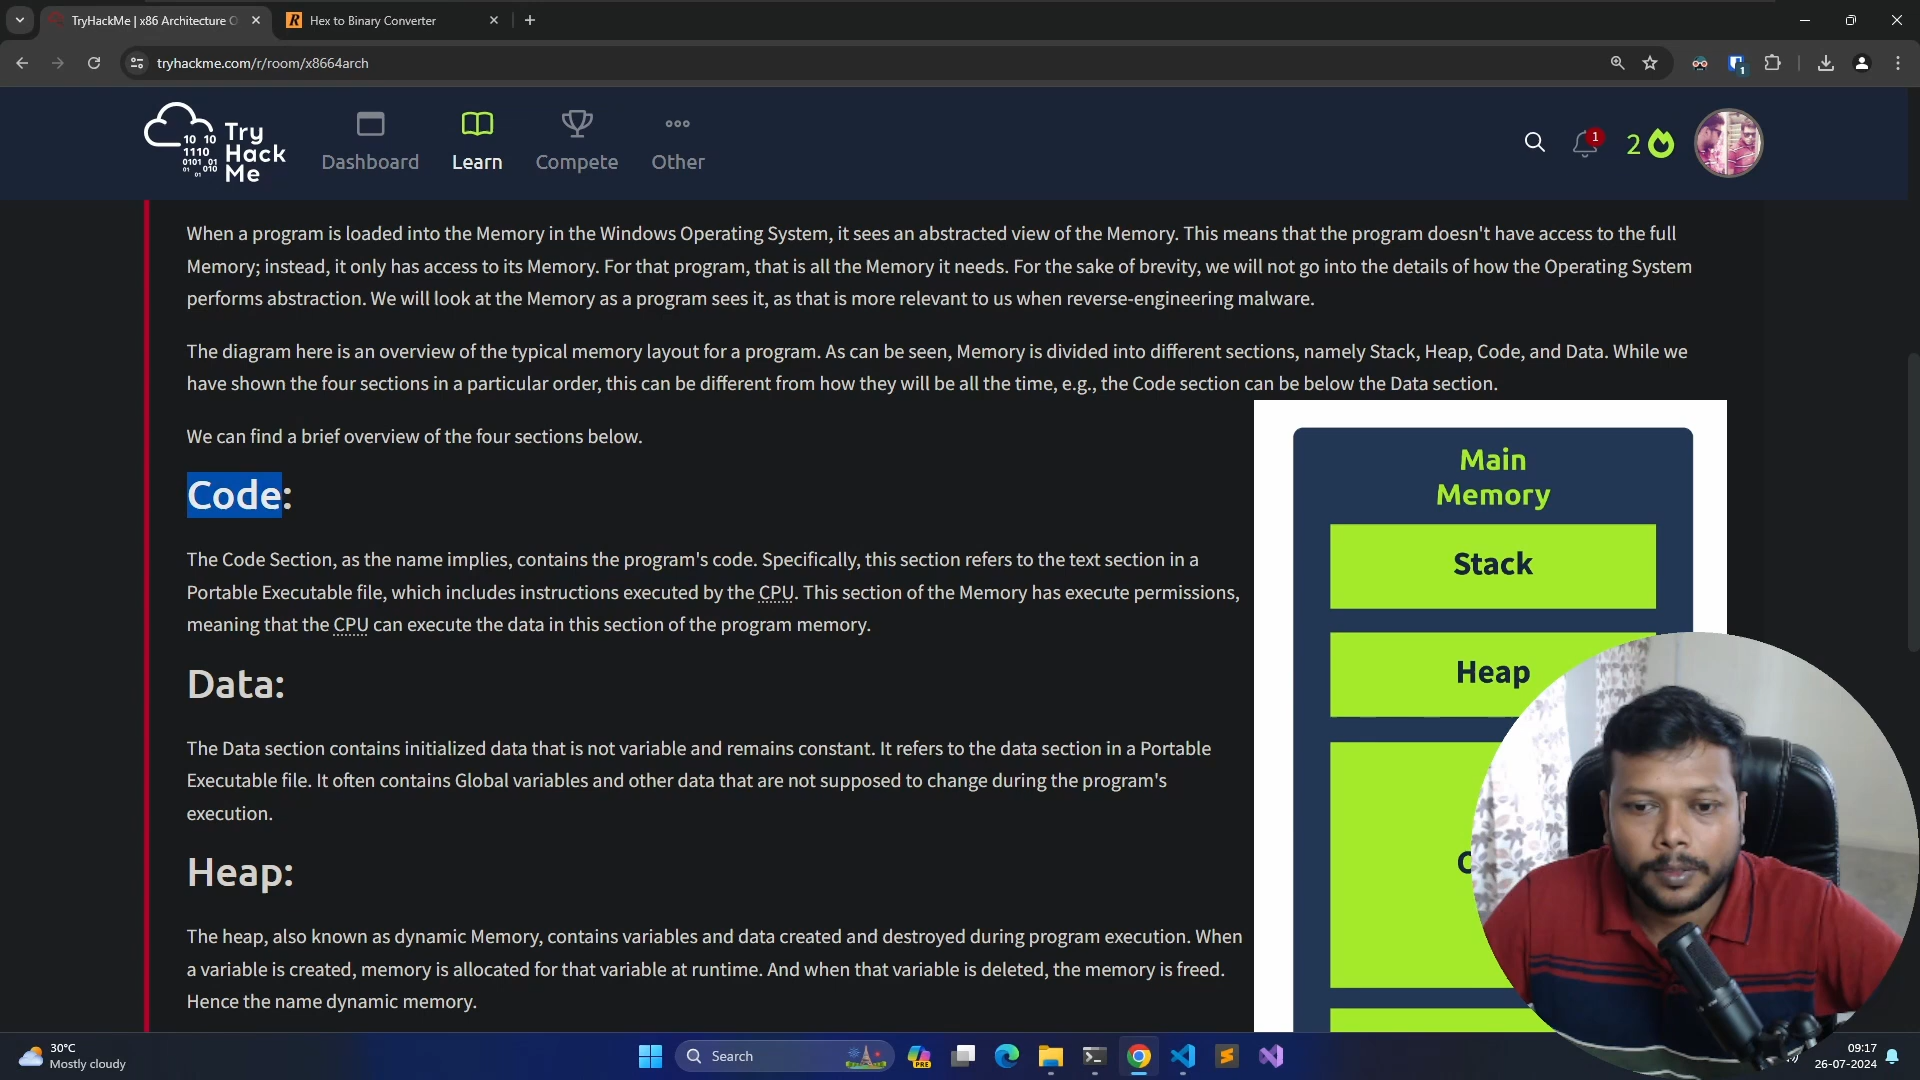 TryHackMe | x86 Architecture O
Hex to Binary Converter
tryhackme.com/r/room/x8664arch
1
10 10
1110
0101 01
01 010
01
Try
Hack
Me
Dashboard
Learn
Compete
Other
1
2
When a program is loaded into the Memory in the Windows Operating System, it sees an abstracted view of the Memory. This means that the program doesn't have access to the full
Memory; instead, it only has access to its Memory. For that program, that is all the Memory it needs. For the sake of brevity, we will not go into the details of how the Operating System
performs abstraction. We will look at the Memory as a program sees it, as that is more relevant to us when reverse-engineering malware.
The diagram here is an overview of the typical memory layout for a program. As can be seen, Memory is divided into different sections, namely Stack, Heap, Code, and Data. While we
have shown the four sections in a particular order, this can be different from how they will be all the time, e.g., the Code section can be below the Data section.
We can find a brief overview of the four sections below.
Code:
The Code Section, as the name implies, contains the program's code. Specifically, this section refers to the text section in a
Portable Executable file, which includes instructions executed by the CPU. This section of the Memory has execute permissions,
meaning that the CPU can execute the data in this section of the program memory.
Data:
The Data section contains initialized data that is not variable and remains constant. It refers to the data section in a Portable
Executable file. It often contains Global variables and other data that are not supposed to change during the program's
execution.
Heap:
The heap, also known as dynamic Memory, contains variables and data created and destroyed during program execution. When
a variable is created, memory is allocated for that variable at runtime. And when that variable is deleted, the memory is freed.
Hence the name dynamic memory.
Main
Memory
Stack
Heap
30°C
Mostly cloudy
Search
PRE
09:17
26-07-2024